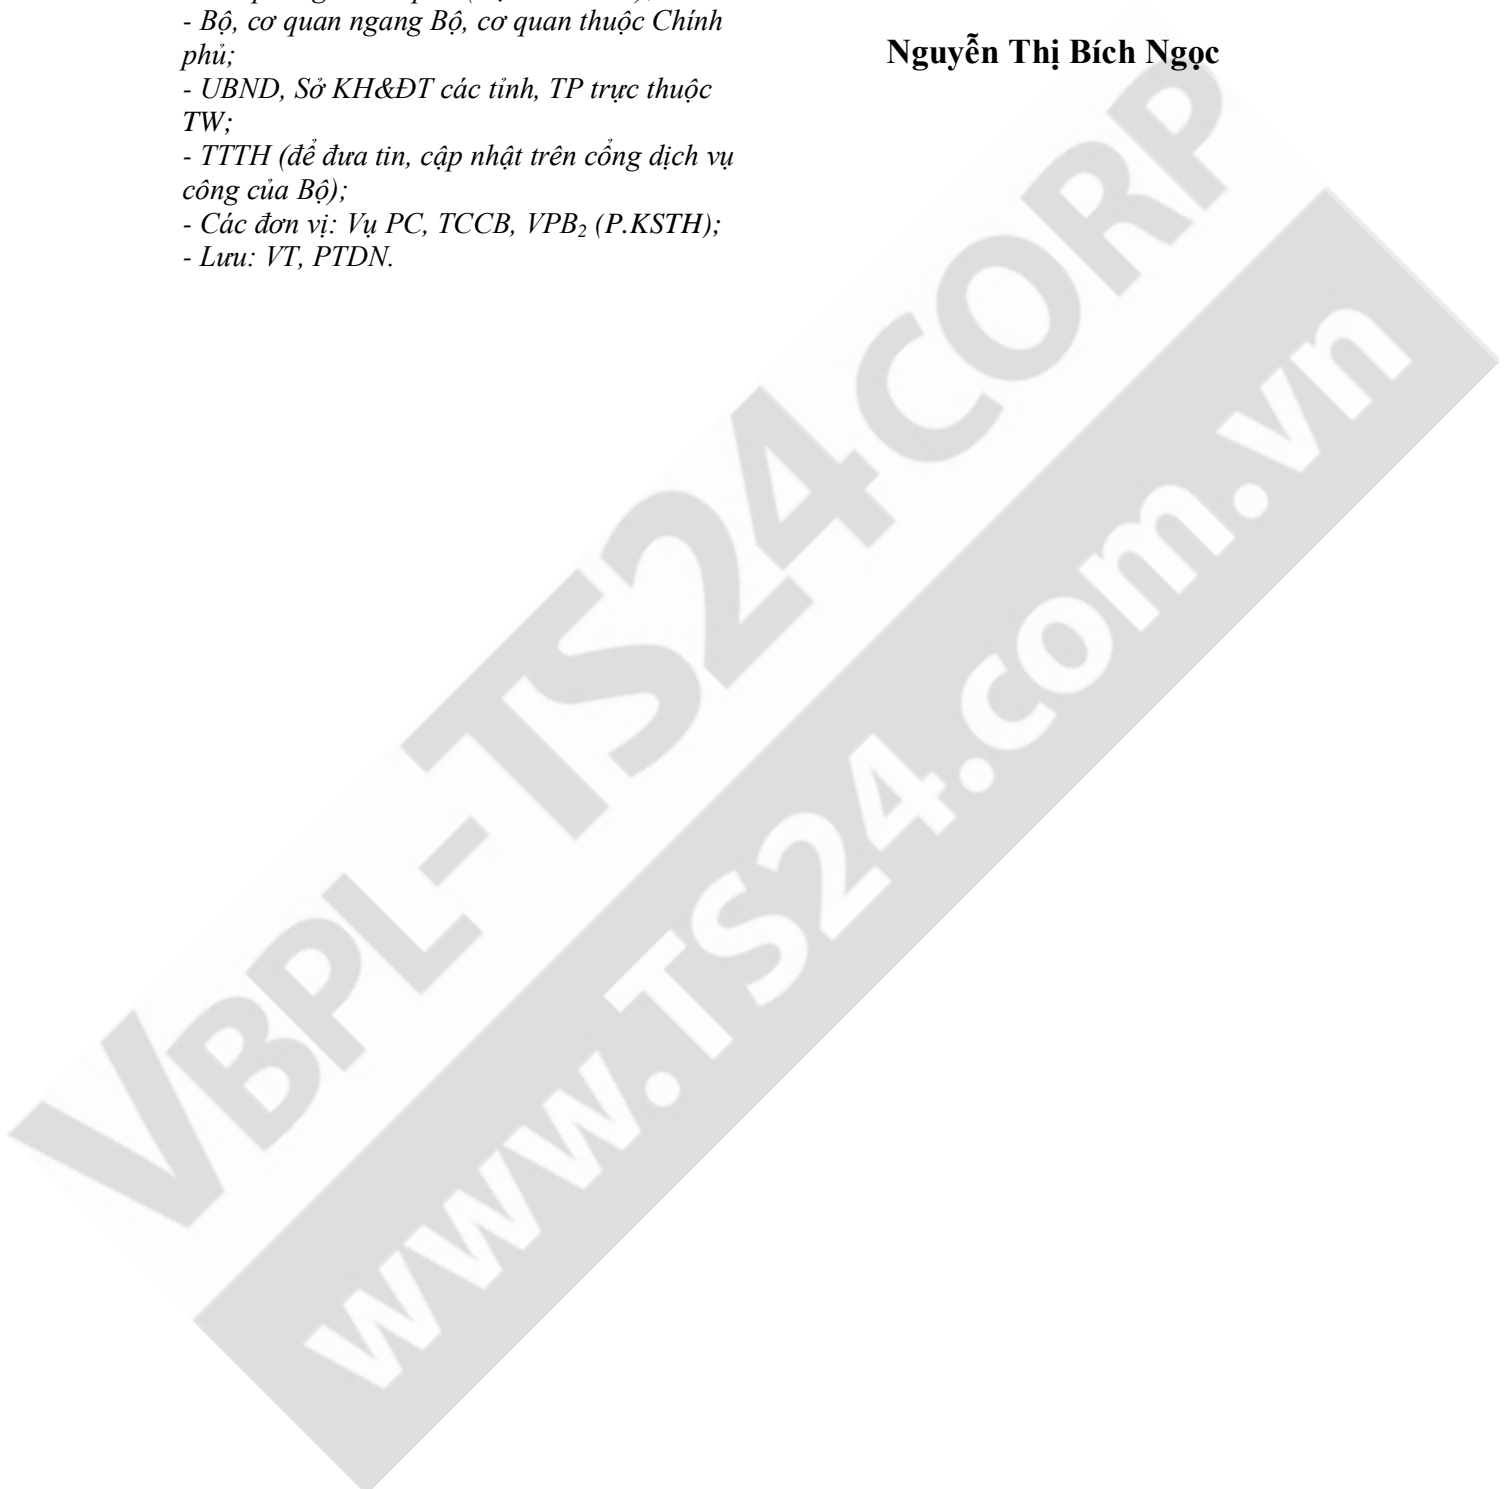 - Bộ, cơ quan ngang Bộ, cơ quan thuộc Chính
phủ;
- UBND, Sở KH&ĐT các tỉnh, TP trực thuộc
TW;
- TTTH (để đưa tin, cập nhật trên cổng dịch vụ
công của Bộ);
- Các đơn vị: Vụ PC, TCCB, VPB2 (P.KSTH);
- Lưu: VT, PTDN.
Nguyễn Thị Bích Ngọc
VBPL-TS24CORP
www.TS24.com.vn